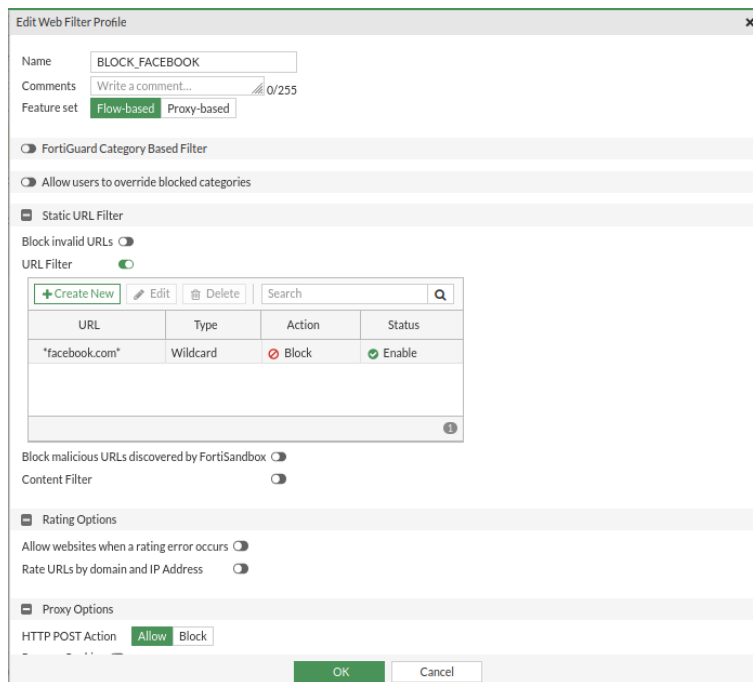 Edit Web Filter Profile
Name BLOCK_FACEBOOK
Comments Write a comment... 0/255
Feature set Flow-based Proxy-based
FortiGuard Category Based Filter
Allow users to override blocked categories
Static URL Filter
Block invalid URLs
URL Filter
Create New Edit Delete Search
URL Type Action Status
*facebook.com* Wildcard Block Enable
1
Block malicious URLs discovered by FortiSandbox
Content Filter
Rating Options
Allow websites when a rating error occurs
Rate URLs by domain and IP Address
Proxy Options
HTTP POST Action Allow Block
OK Cancel